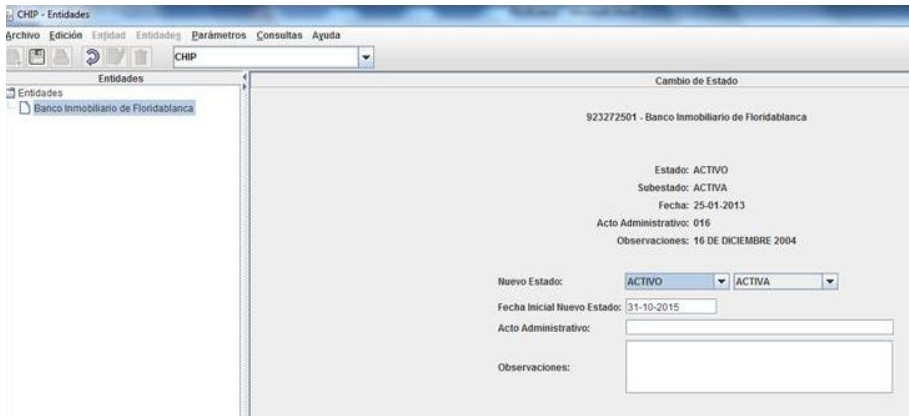 CHIP - Entidades
Archivo Edición Entidad Entidades Parámetros Consultas Ayuda
CHIP
Entidades
Entidades
Banco Inmobiliario de Floridablanca
Cambio de Estado
923272501 - Banco Inmobiliario de Floridablanca
Estado: ACTIVO
Subestado: ACTIVA
Fecha: 25-01-2013
Acto Administrativo: 016
Observaciones: 16 DE DICIEMBRE 2004
Nuevo Estado: ACTIVO ACTIVA
Fecha Inicial Nuevo Estado: 31-10-2015
Acto Administrativo:
Observaciones: